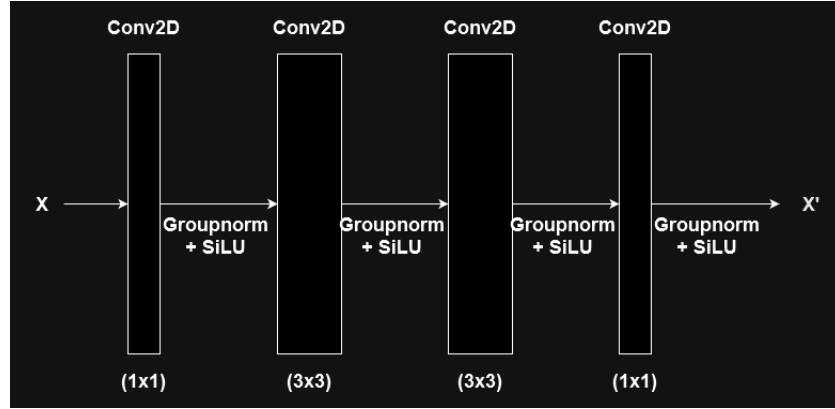 Conv2D
Conv2D
Conv2D
Conv2D
X
Groupnorm
+ SiLU
Groupnorm
+ SiLU
Groupnorm
+ SiLU
Groupnorm
+ SiLU
X'
(1x1)
(3x3)
(3x3)
(1x1)